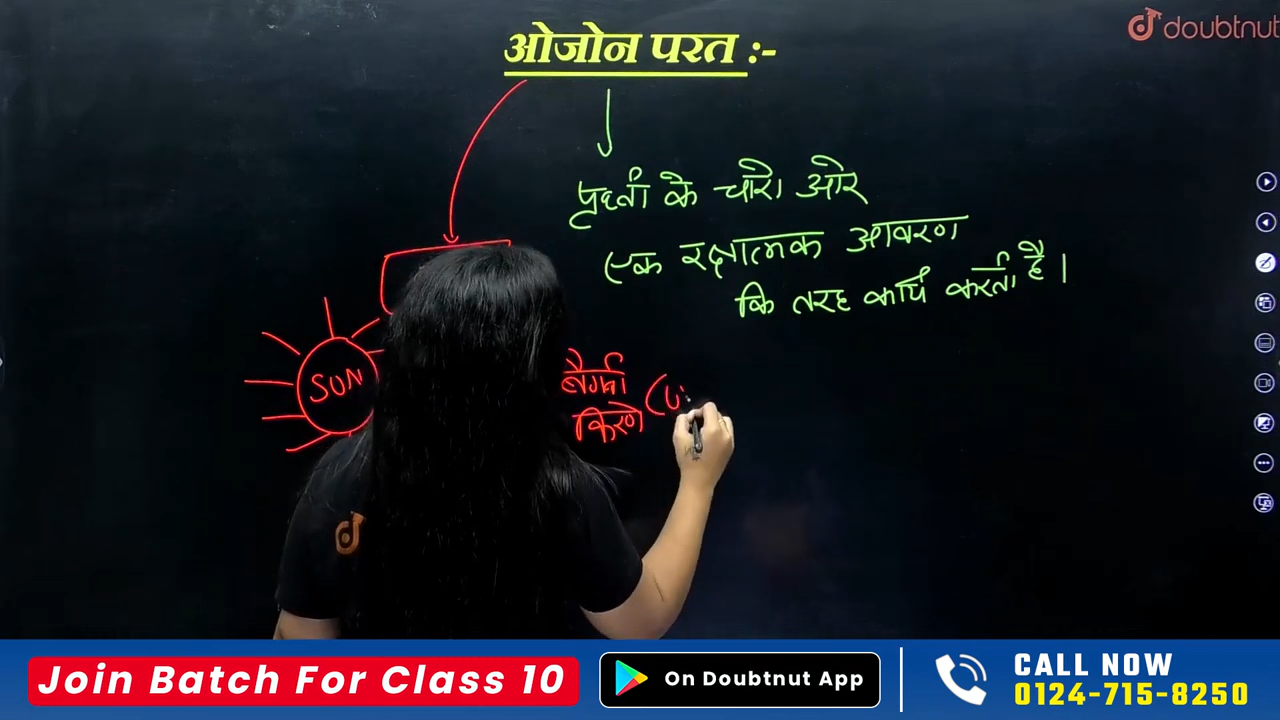 ओजोन परत :-
doubtnut
पृथ्वी के चारो ओर
एक रक्षात्मक आवरण
कि तरह कार्य करती है।
SUN
बैगनी
किरणे (U
Join Batch For Class 10
On Doubtnut App
CALL NOW
0124-715-8250